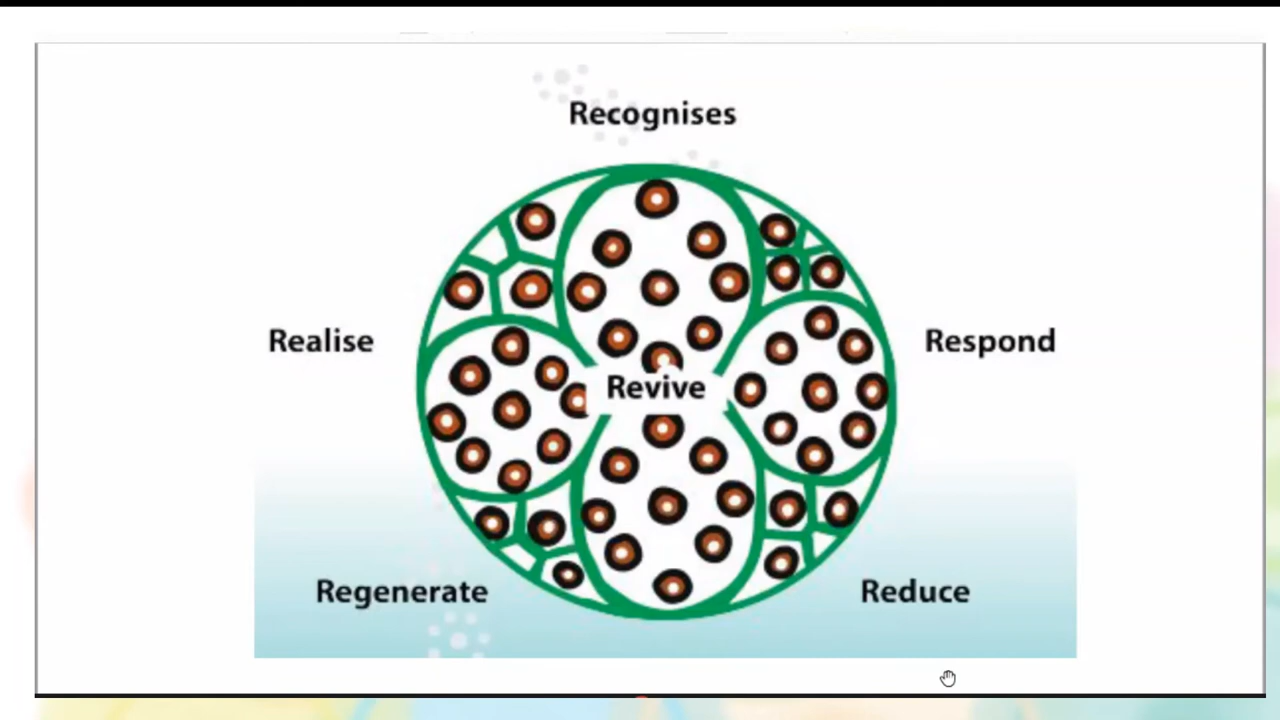 Recognises
Realise
Respond
Revive
Regenerate
Reduce